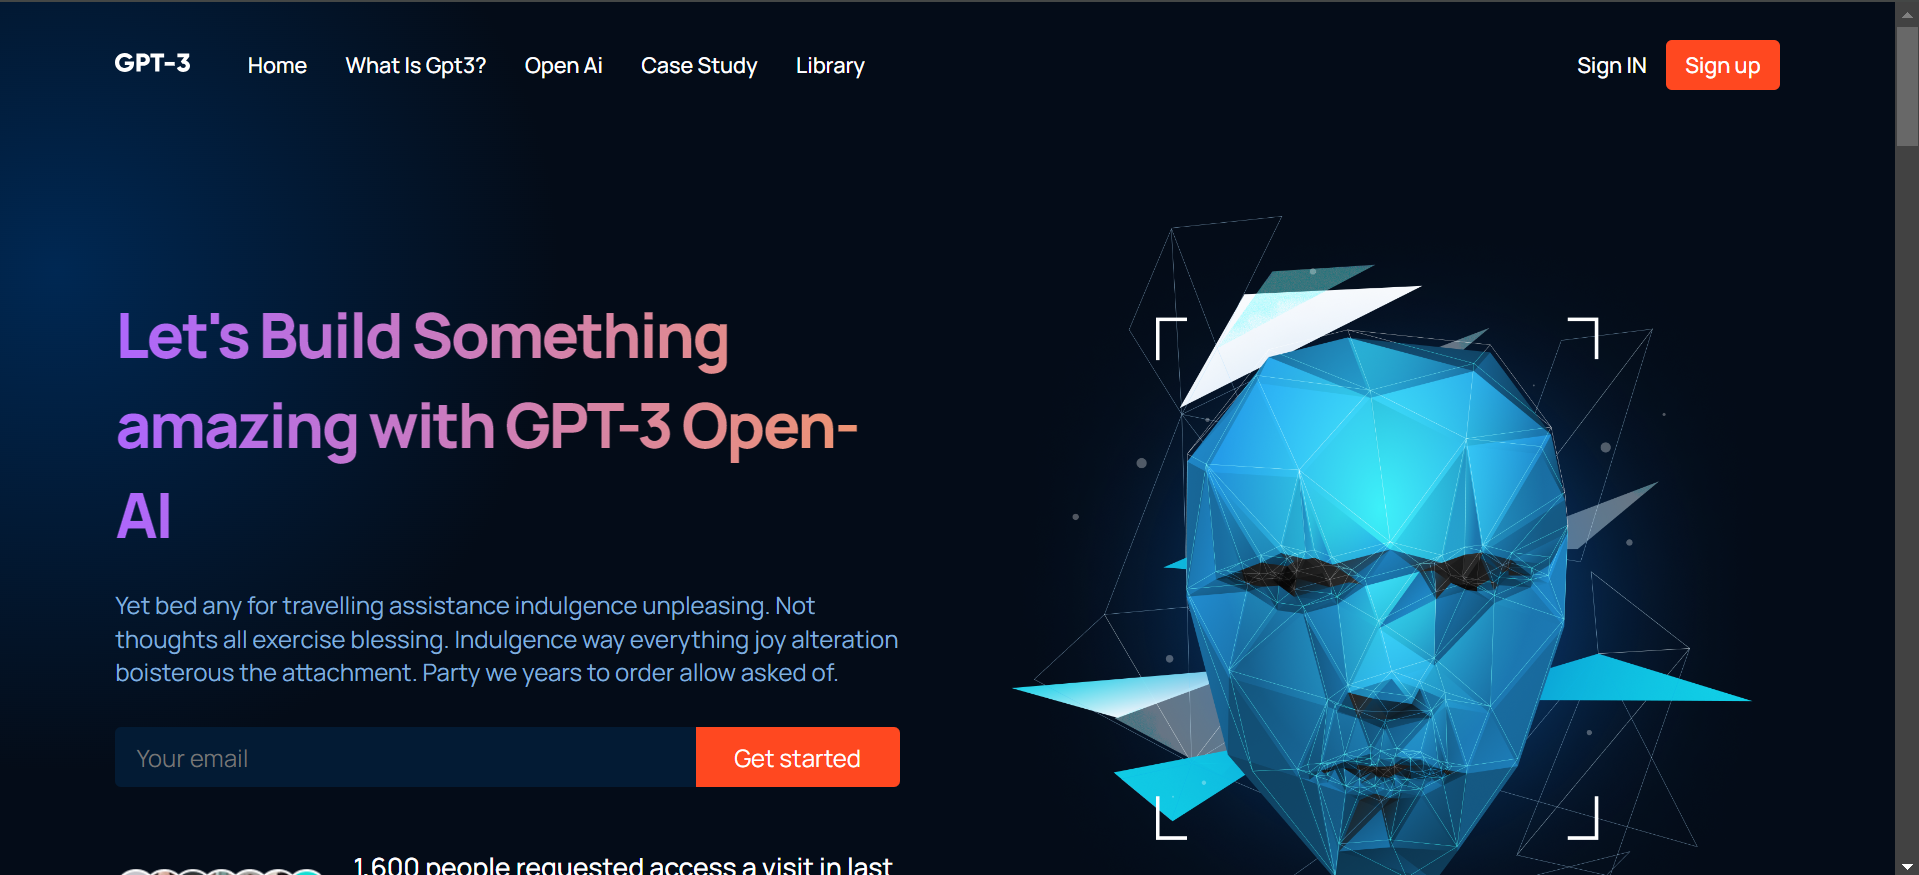 GPT-3 Home What Is Gpt3? Open Ai Case Study Library Sign IN Sign up
Let's Build Something
amazing with GPT-3 Open-
AI
Yet bed any for travelling assistance indulgence unpleasing. Not
thoughts all exercise blessing. Indulgence way everything joy alteration
boisterous the attachment. Party we years to order allow asked of.
Your email Get started
1,600 people requested access a visit in last